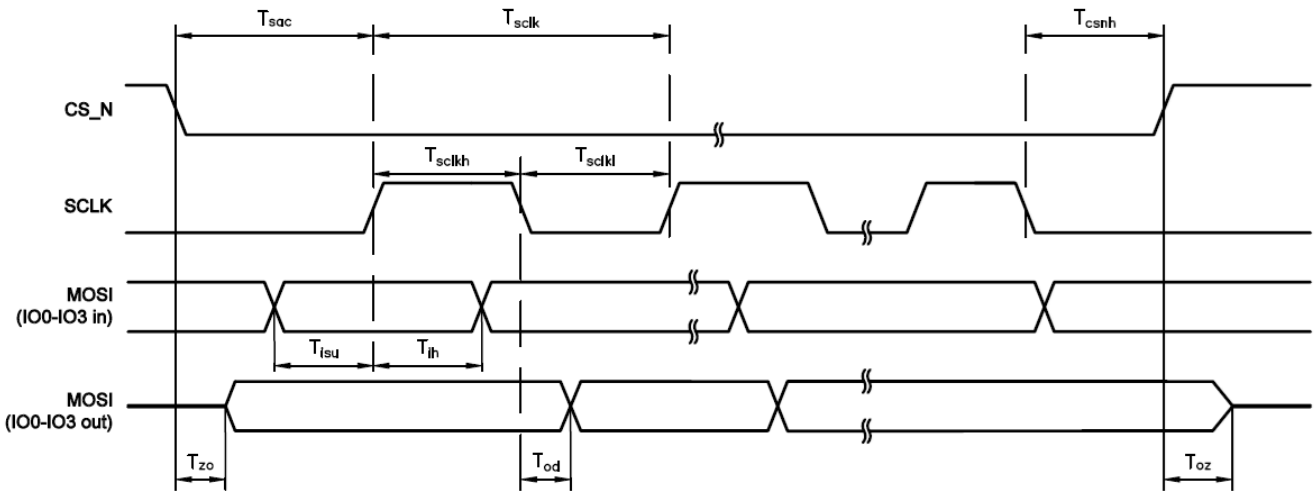 Tsac Tsclk Tcsnh
CS_N
Tsclkh Tsclkl
SCLK
MOSI
(IO0-IO3 in)
Tisu Tih
MOSI
(IO0-IO3 out)
Tzo Tod Toz